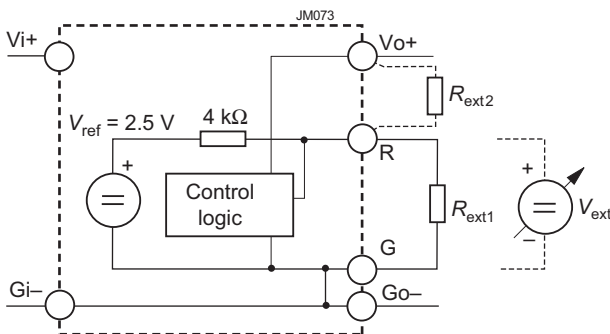 JM073
Vi+
Vo+
Rext2
Vref = 2.5 V
4 kΩ
+
R
+
Control
logic
Rext1
Vext
–
G
Gi–
Go–